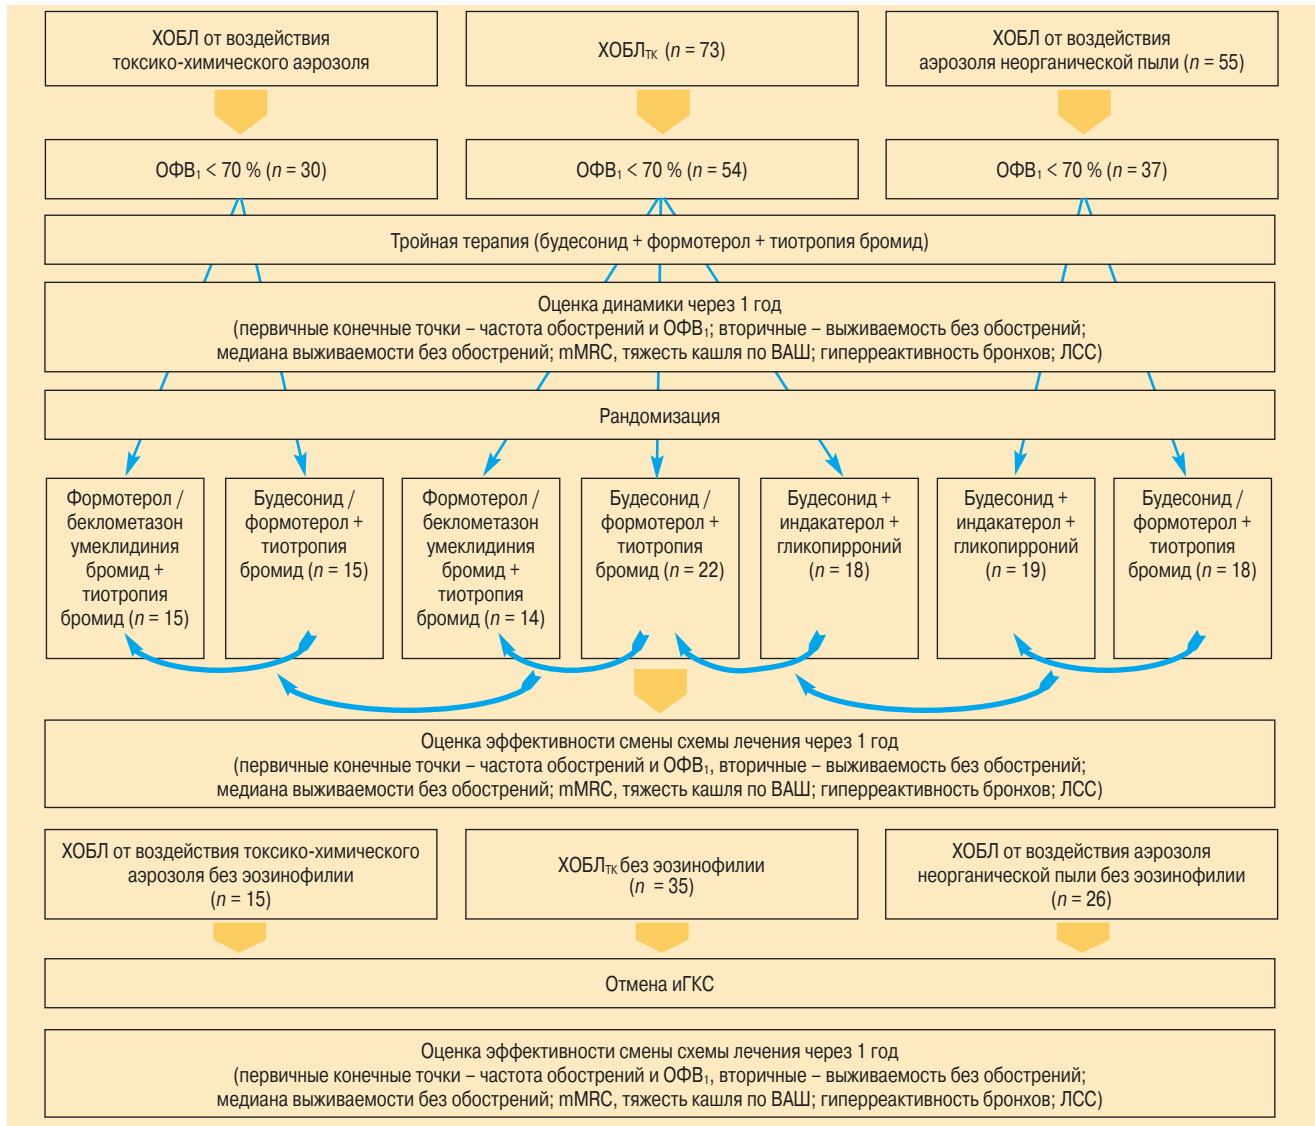 ХОБЛ от воздействия
токсико-химического аэрозоля
ХОБЛТК (n = 73)
ХОБЛ от воздействия
аэрозоля неорганической пыли (n = 55)
ОФВ1 < 70 % (n = 30)
ОФВ1 < 70 % (n = 54)
ОФВ1 < 70 % (n = 37)
Тройная терапия (будесонид + формотерол + тиотропия бромид)
Оценка динамики через 1 год
(первичные конечные точки – частота обострений и ОФВ1; вторичные – выживаемость без обострений;
медиана выживаемости без обострений; mMRC, тяжесть кашля по ВАШ; гиперреактивность бронхов; ЛСС)
Рандомизация
Формотерол /
беклометазон
умеклидиния
бромид +
тиотропия
бромид (n = 15)
Будесонид /
формотерол +
тиотропия
бромид (n = 15)
Формотерол /
беклометазон
умеклидиния
бромид +
тиотропия
бромид (n = 14)
Будесонид /
формотерол +
тиотропия
бромид (n = 22)
Будесонид +
индакатерол +
гликопирроний
(n = 18)
Будесонид +
индакатерол +
гликопирроний
(n = 19)
Будесонид /
формотерол +
тиотропия
бромид (n = 18)
Оценка эффективности смены схемы лечения через 1 год
(первичные конечные точки – частота обострений и ОФВ1, вторичные – выживаемость без обострений;
медиана выживаемости без обострений; mMRC, тяжесть кашля по ВАШ; гиперреактивность бронхов; ЛСС)
ХОБЛ от воздействия токсико-химического
аэрозоля без эозинофилии
(n = 15)
ХОБЛТК без эозинофилии
(n = 35)
ХОБЛ от воздействия аэрозоля
неорганической пыли без эозинофилии
(n = 26)
Отмена иГКС
Оценка эффективности смены схемы лечения через 1 год
(первичные конечные точки – частота обострений и ОФВ1, вторичные – выживаемость без обострений;
медиана выживаемости без обострений; mMRC, тяжесть кашля по ВАШ; гиперреактивность бронхов; ЛСС)